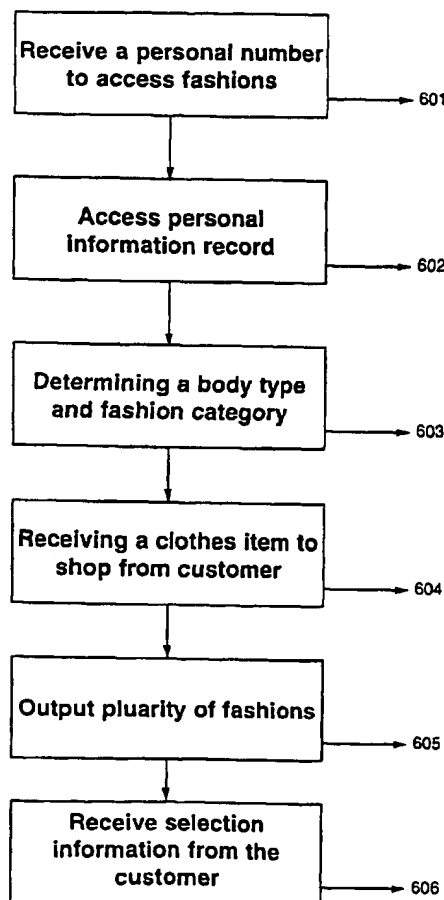 Receive a personal number
to access fashions
601
Access personal
information record
602
Determining a body type
and fashion category
603
Receiving a clothes item to
shop from customer
604
Output pluarity of fashions
605
Receive selection
information from the
customer
606